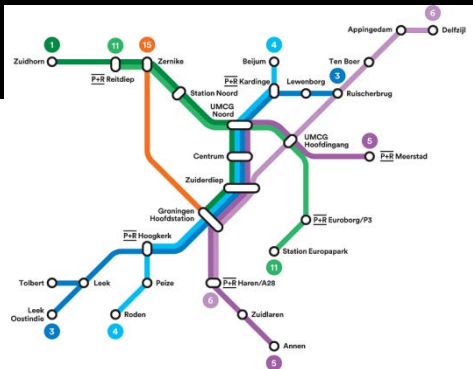 Appingedam
Delfzijl
6
1
11
15
4
Zuidhorn
Zernike
Beijum
Ten Boer
P+R Reitdiep
P+R Kardinge
3
Station Noord
Lewenborg
Ruischerbrug
UMCG
Noord
UMCG
Hoofdingang
5
Centrum
P+R Meerstad
Zuiderdiep
Groningen
Hoofdstation
P+R Euroborg/P3
P+R Hoogkerk
Station Europapark
11
Tolbert
Leek
Peize
P+R Haren/A28
6
Leek
Oostindie
Roden
Zuidlaren
3
4
Annen
5